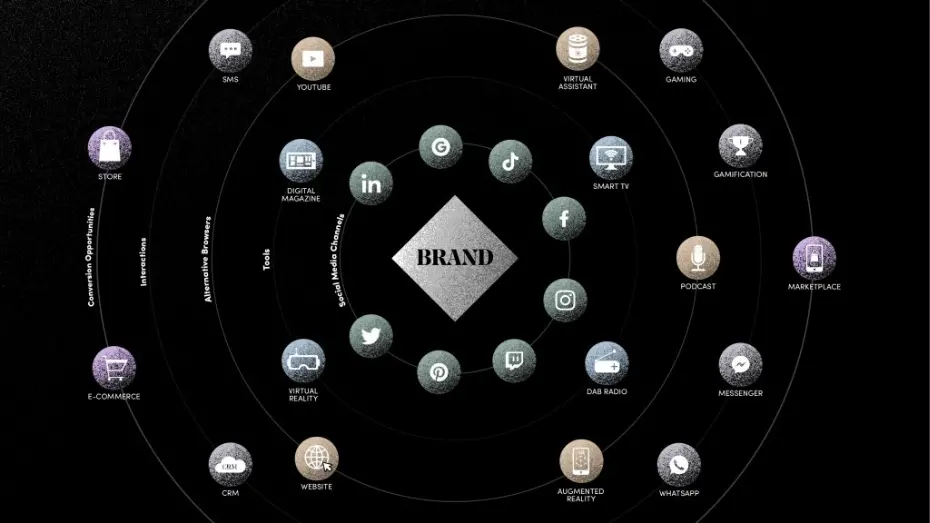 SMS
YOUTUBE
VIRTUAL
ASSISTANT
GAMING
STORE
DIGITAL
MAGAZINE
in
G
SMART TV
GAMIFICATION
f
Conversion Opportunities
Interactions
Alternative Browsers
Tools
Social Media Channels
BRAND
PODCAST
MARKETPLACE
E-COMMERCE
VIRTUAL
REALITY
DAB RADIO
MESSENGER
CRM
CRM
WEBSITE
AUGMENTED
REALITY
WHATSAPP